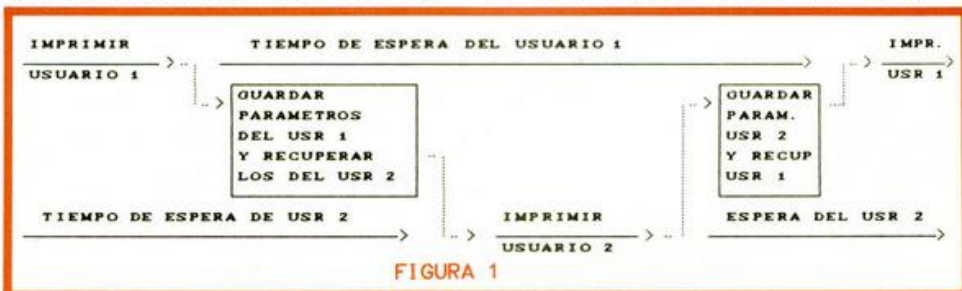 IMPRIMIR
USUARIO 1
TIEMPO DE ESPERA DEL USUARIO 1
IMPR.
USR 1
GUARDAR
PARAMETROS
DEL USR 1
Y RECUPERAR
LOS DEL USR 2
GUARDAR
PARAM.
USR 2
Y RECUP
USR 1
TIEMPO DE ESPERA DE USR 2
IMPRIMIR
USUARIO 2
ESPERA DEL USR 2
FIGURA 1